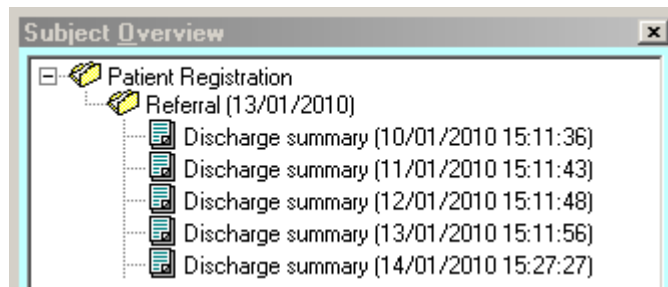 Subject Overview
Patient Registration
Referral (13/01/2010)
Discharge summary (10/01/2010 15:11:36)
Discharge summary (11/01/2010 15:11:43)
Discharge summary (12/01/2010 15:11:48)
Discharge summary (13/01/2010 15:11:56)
Discharge summary (14/01/2010 15:27:27)